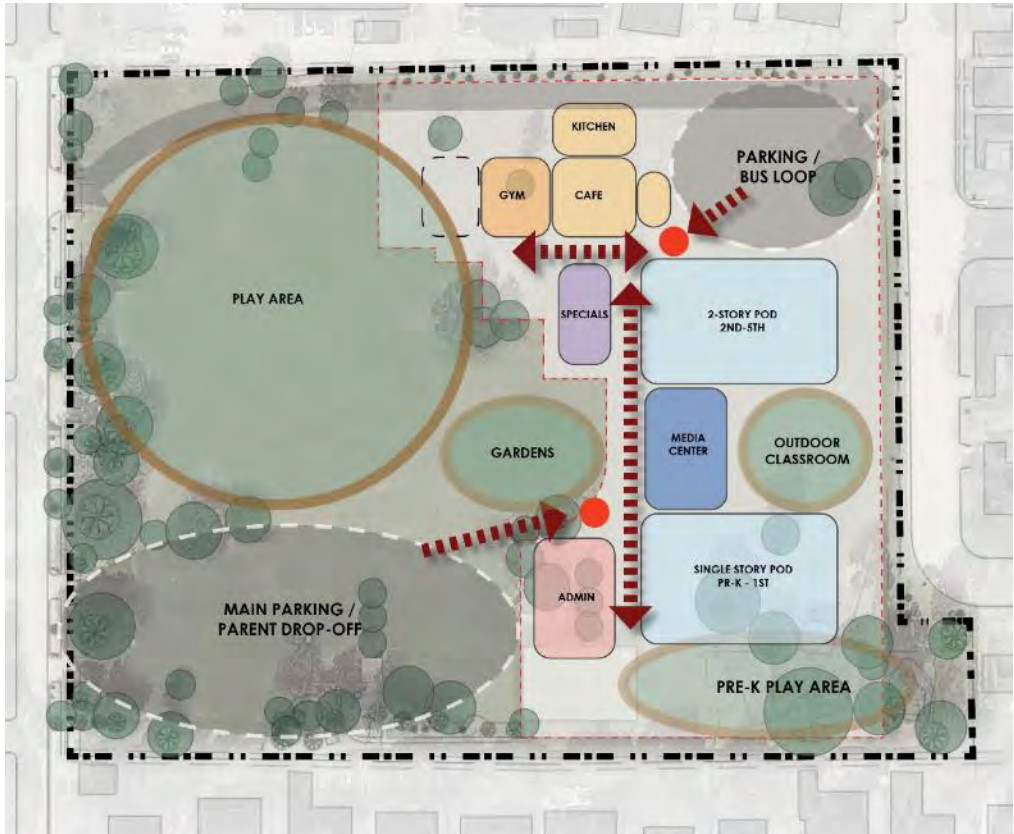 KITCHEN
PARKING /
BUS LOOP
GYM
CAFE
PLAY AREA
SPECIALS
2-STORY POD
2ND-5TH
GARDENS
MEDIA
CENTER
OUTDOOR
CLASSROOM
SINGLE STORY POD
PR-K - 1ST
ADMIN
MAIN PARKING /
PARENT DROP-OFF
PRE-K PLAY AREA